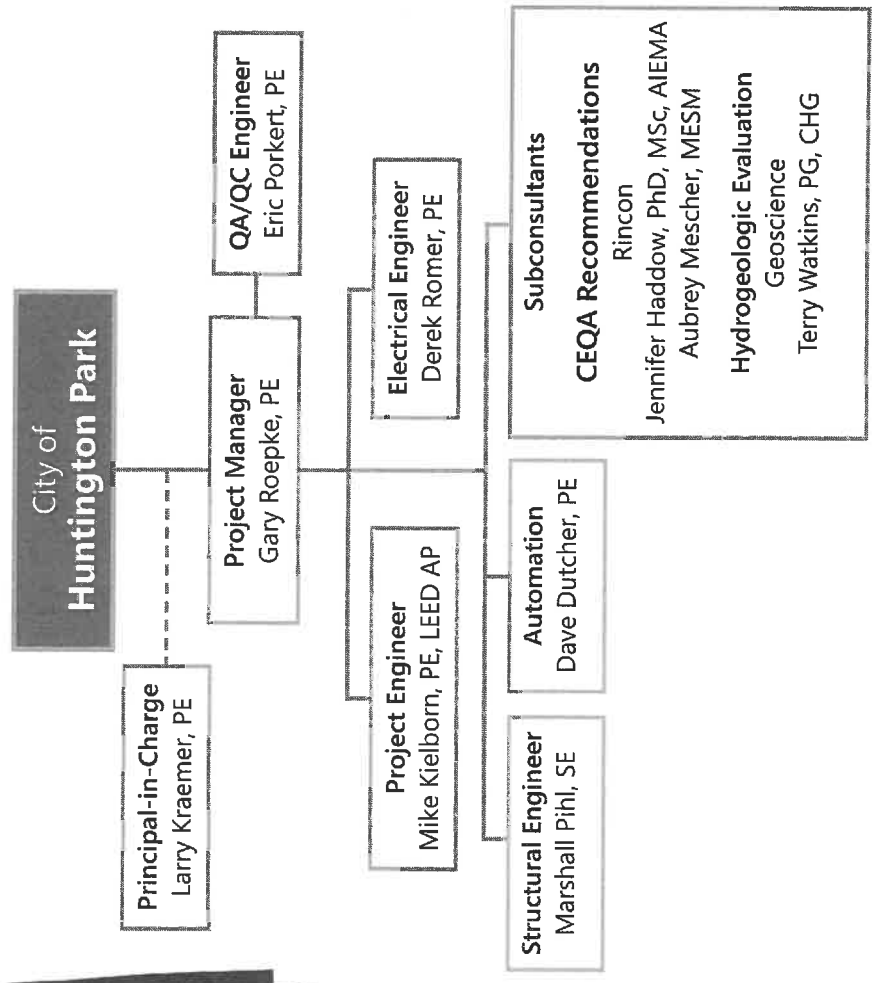 City of
Huntington Park
Principal-in-Charge
Larry Kraemer, PE
Project Manager
Gary Roepke, PE
QA/QC Engineer
Eric Porkert, PE
Project Engineer
Mike Kielborn, PE, LEED AP
Electrical Engineer
Derek Romer, PE
Structural Engineer
Marshall Pihl, SE
Automation
Dave Dutcher, PE
Subconsultants
CEQA Recommendations
Rincon
Jennifer Haddow, PhD, MSc, AIEMA
Aubrey Mescher, MESM
Hydrogeologic Evaluation
Geoscience
Terry Watkins, PG, CHG